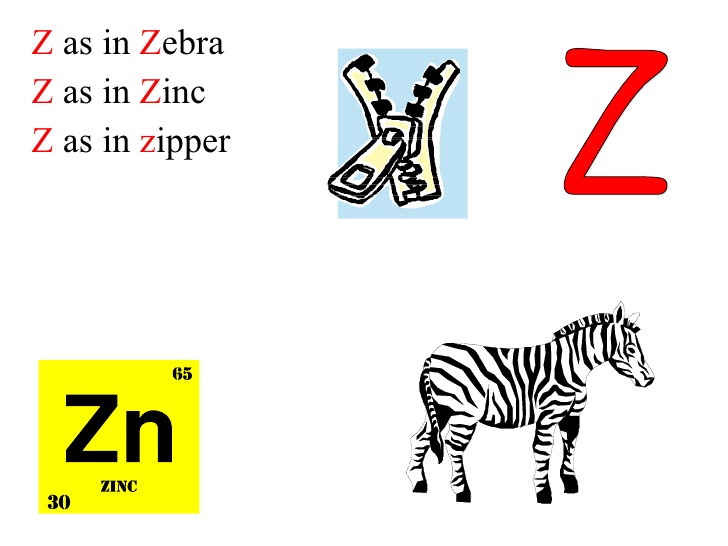 Z as in Zebra
Z as in Zinc
Z as in zipper
Z
65
Zn
ZINC
30